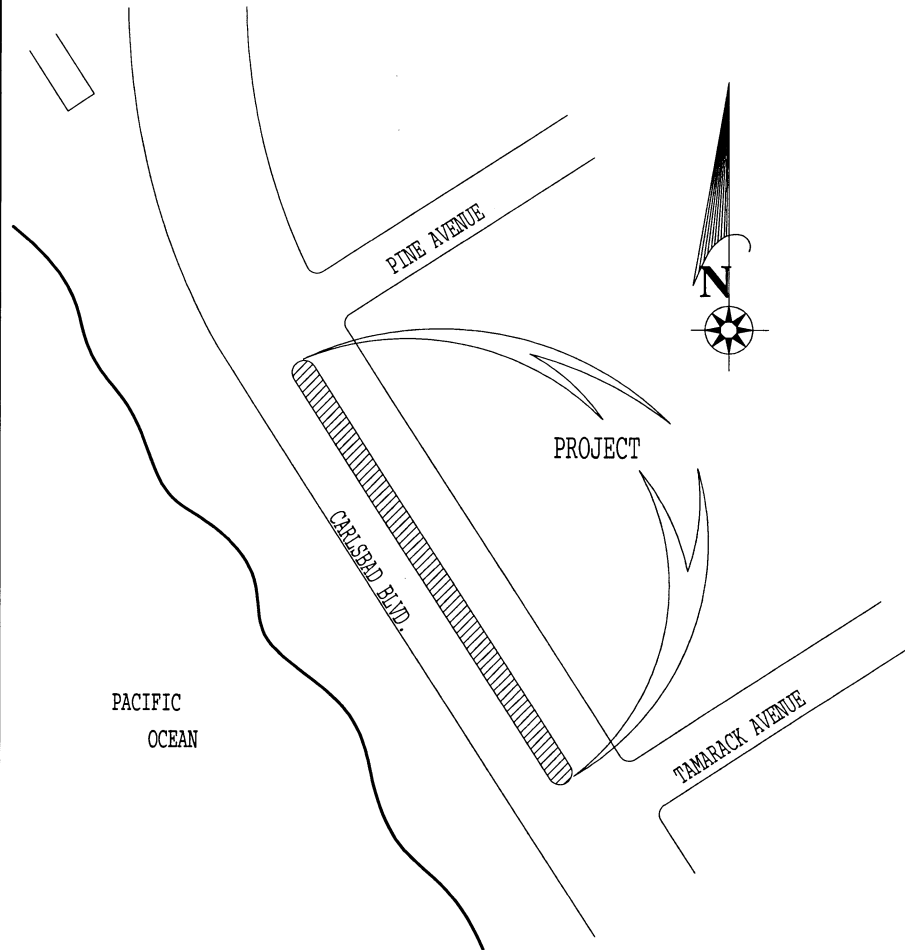 PINE AVENUE
N
PROJECT
CARLSBAD BLVD.
PACIFIC
OCEAN
TAMARACK AVENUE